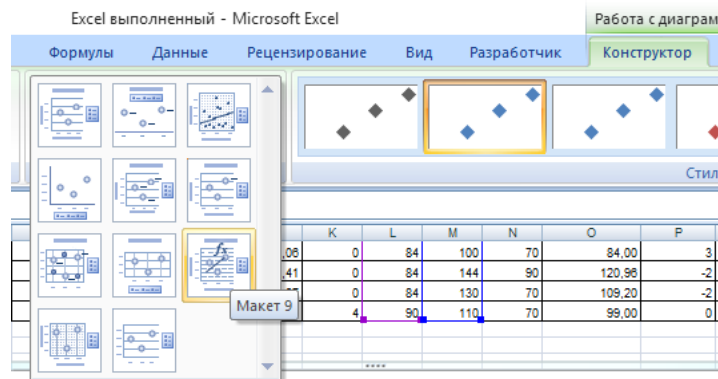 Excel выполненный - Microsoft Excel
Работа с диаграм
Формулы Данные Рецензирование Вид Разработчик Конструктор
Стил
K L M N O P
,06 0 84 100 70 84,00 3
,41 0 84 144 90 120,96 -2
0 84 130 70 109,20 -2
4 90 110 70 99,00 0
fx
Макет 9